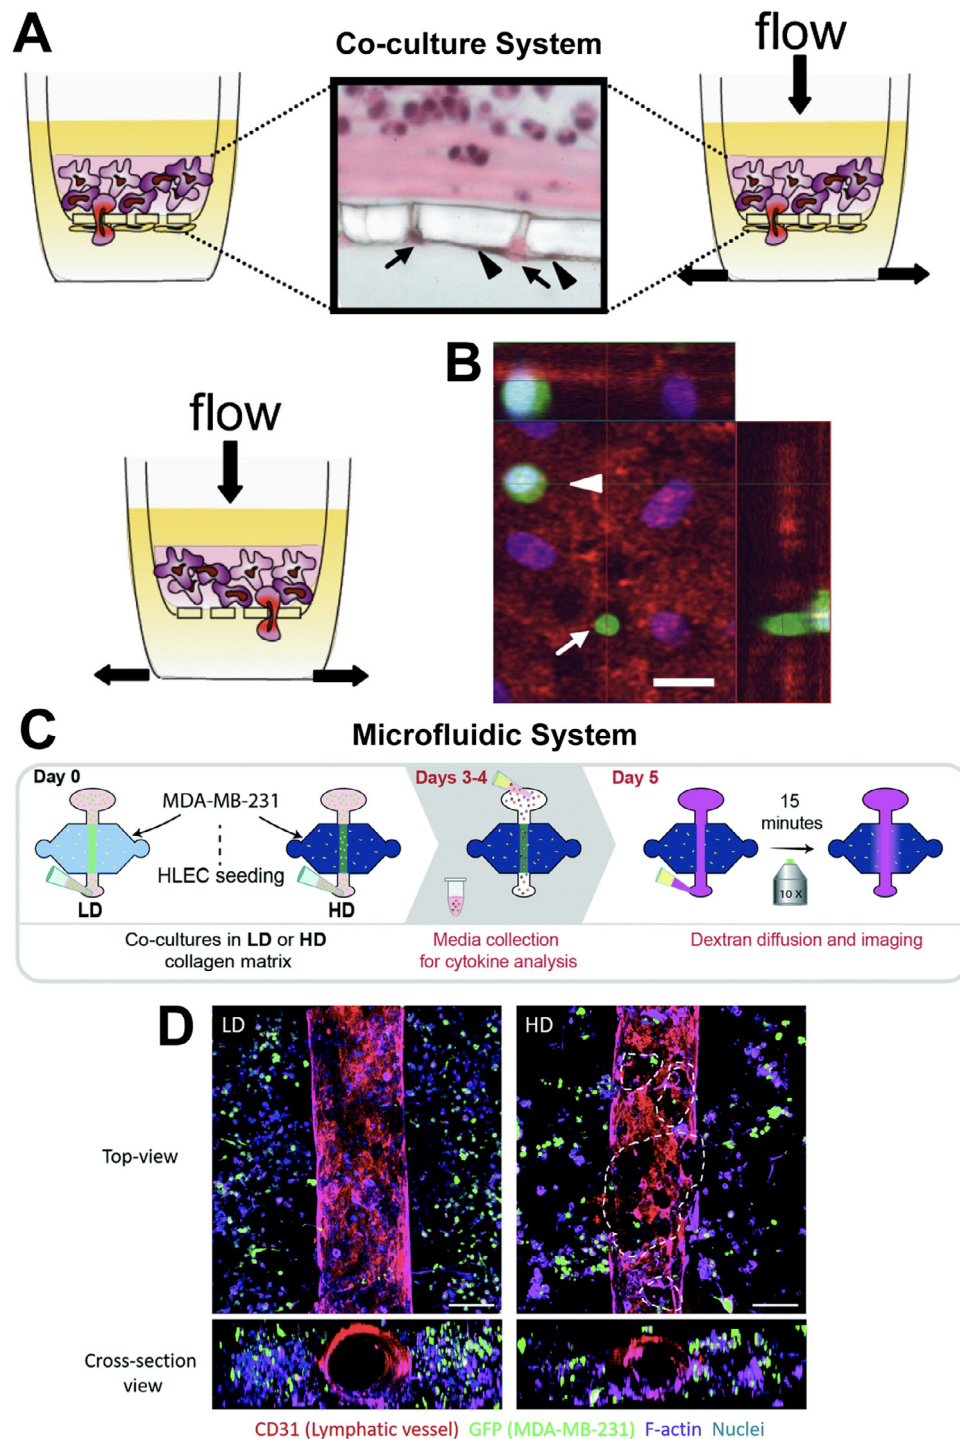 A
Co-culture System
flow
flow
B
C
Microfluidic System
Day 0
MDA-MB-231
HLEC seeding
LD
HD
Co-cultures in LD or HD
collagen matrix
Days 3-4
Media collection
for cytokine analysis
Day 5
15
minutes
10 X
Dextran diffusion and imaging
D
LD
HD
Top-view
Cross-section
view
CD31 (Lymphatic vessel) GFP (MDA-MB-231) F-actin Nuclei